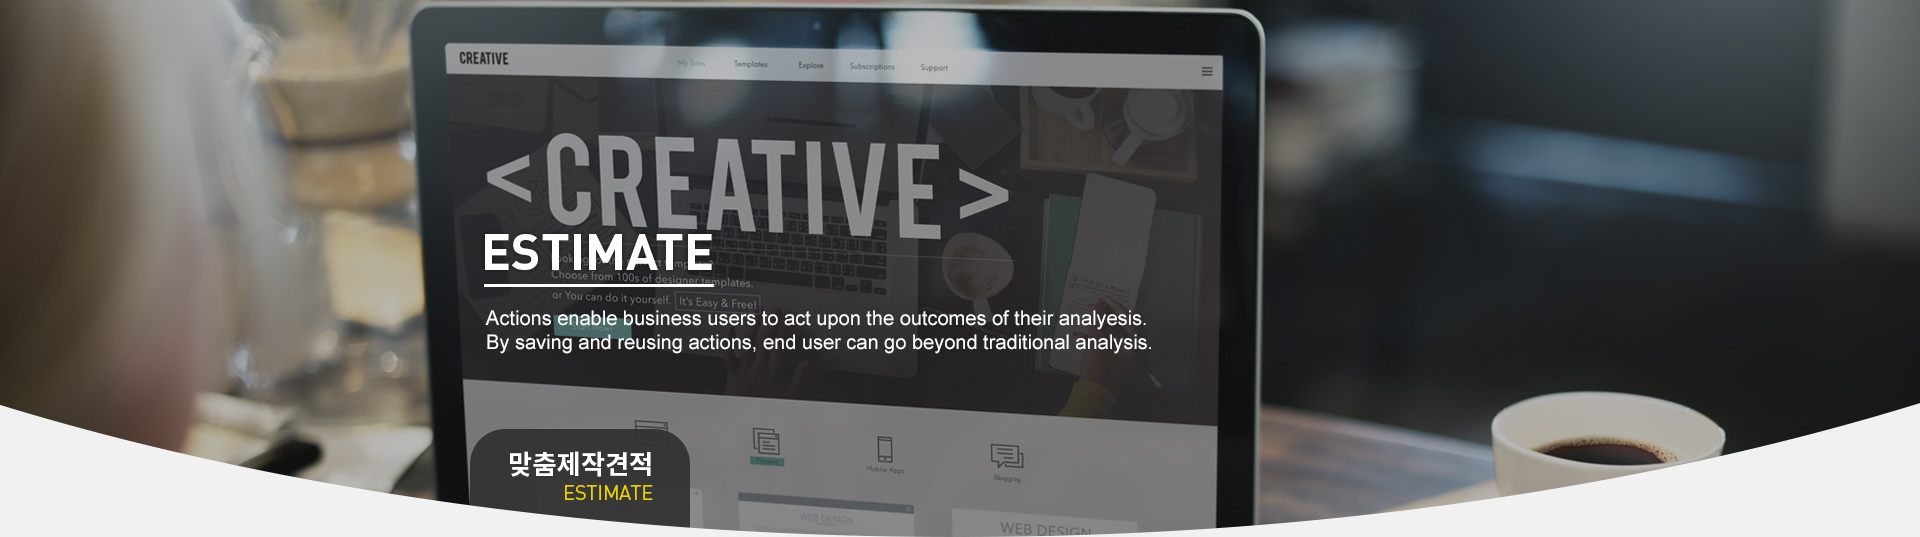 CREATIVE
My Sites Templates Explore Subscriptions Support
<CREATIVE>
ESTIMATE
Choose from 100s of designer templates.
or You can do it yourself. It's Easy & Free!
Actions enable business users to act upon the outcomes of their analyesis.
By saving and reusing actions, end user can go beyond traditional analysis.
Themes
Mobile Apps
Blogging
맞춤제작견적
ESTIMATE
WEB DESIGN
WEB DESIGN